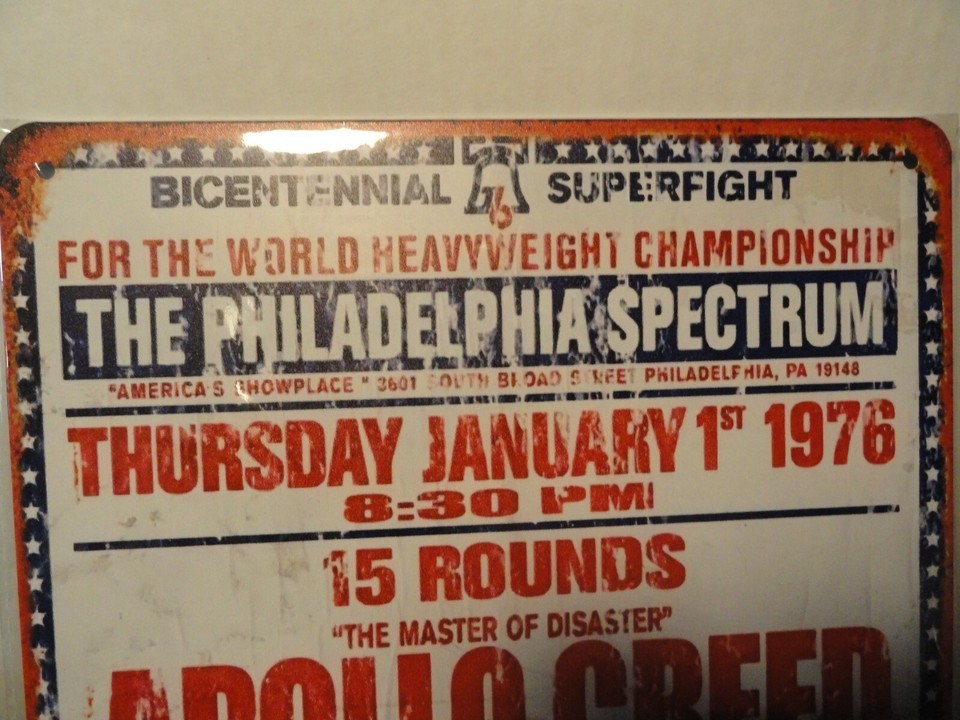 BICENTENNIAL 76 SUPERFIGHT
FOR THE WORLD HEAVYWEIGHT CHAMPIONSHIP
THE PHILADELPHIA SPECTRUM
"AMERICA'S SHOWPLACE " 3601 SOUTH BROAD STREET PHILADELPHIA, PA 19148
THURSDAY JANUARY 1ST 1976
8:30 PM
15 ROUNDS
"THE MASTER OF DISASTER"
APOLLO CREED